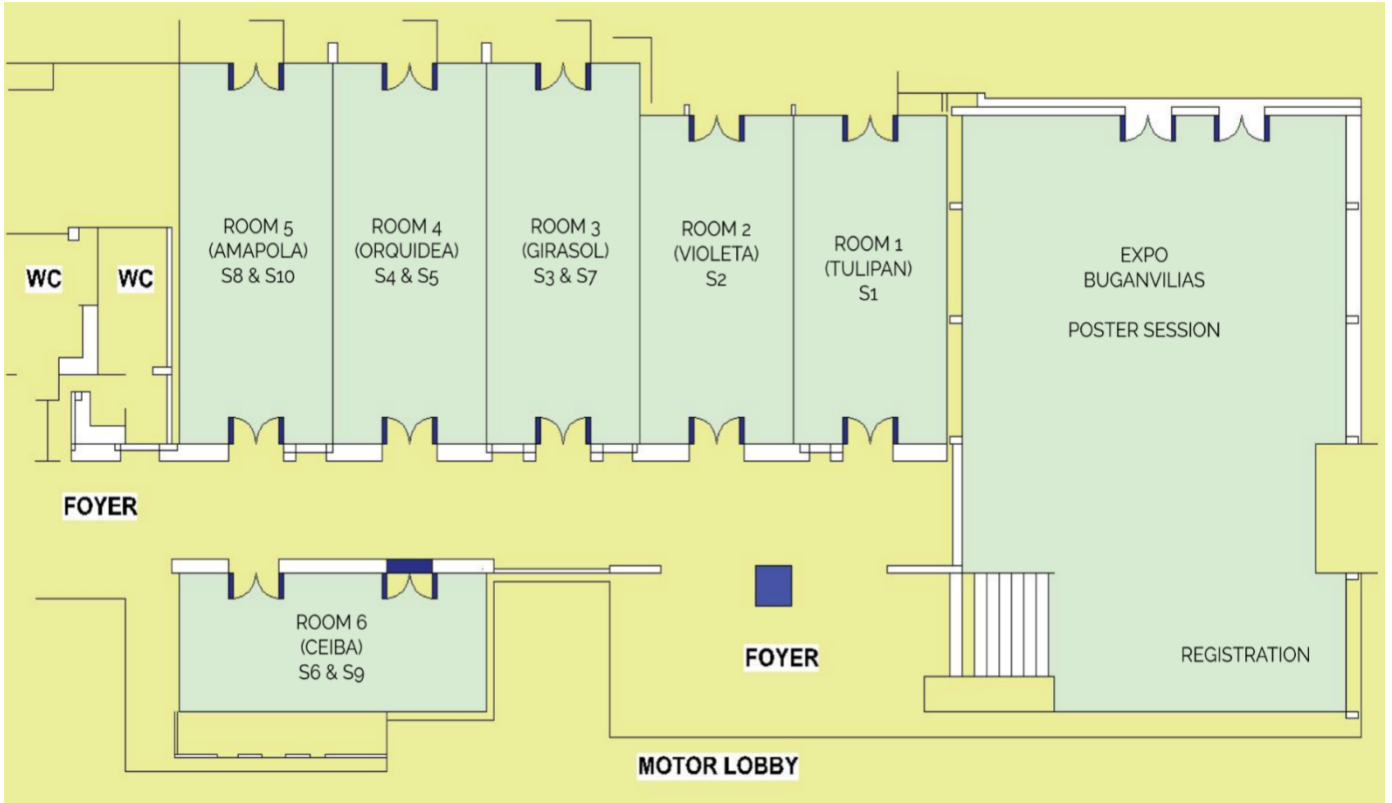 ROOM 5
(AMAPOLA)
S8 & S10
ROOM 4
(ORQUIDEA)
S4 & S5
ROOM 3
(GIRASOL)
S3 & S7
ROOM 2
(VIOLETA)
S2
ROOM 1
(TULIPAN)
S1
EXPO
BUGANVILIAS
POSTER SESSION
WC
WC
FOYER
ROOM 6
(CEIBA)
S6 & S9
FOYER
REGISTRATION
MOTOR LOBBY